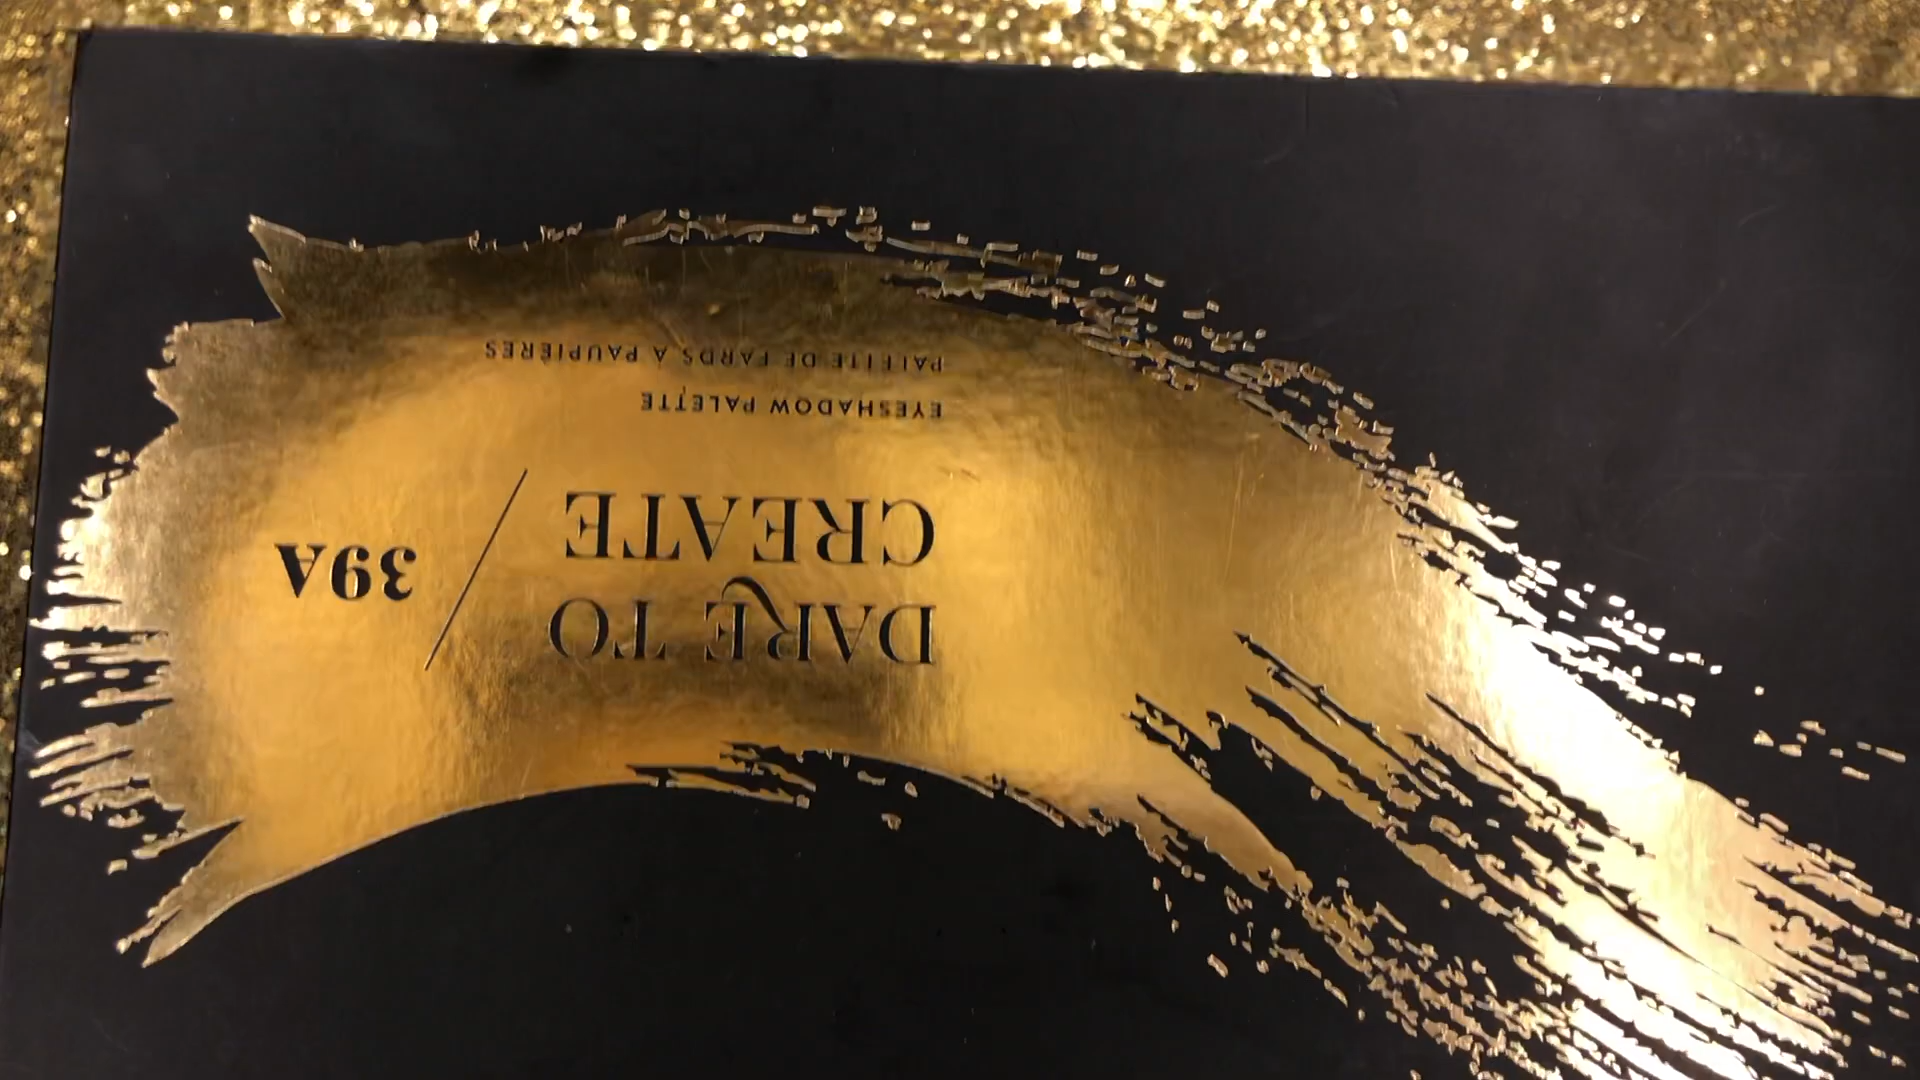 DARE TO
CREATE
39A
EYESHADOW PALETTE
PALETTE DE FARDS À PAUPIÈRES